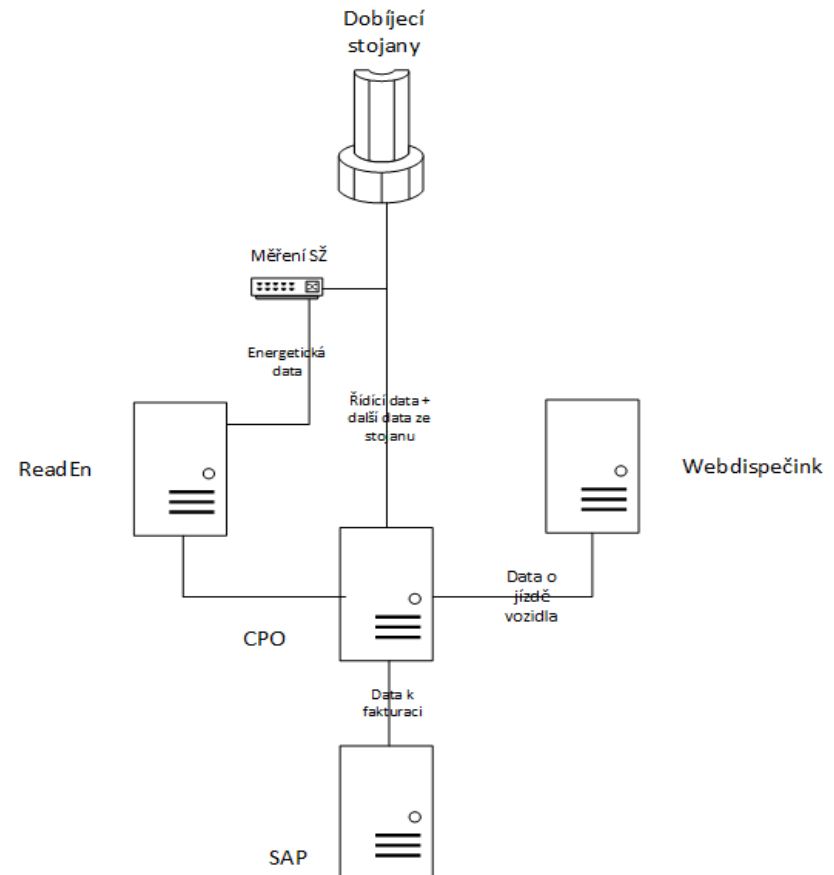 Dobíjecí
stojany
Měření SŽ
Energetická
data
Řídící data +
další data ze
stojanu
ReadEn
Webdispečink
Data o
jízdě
vozidla
CPO
Data k
fakturaci
SAP